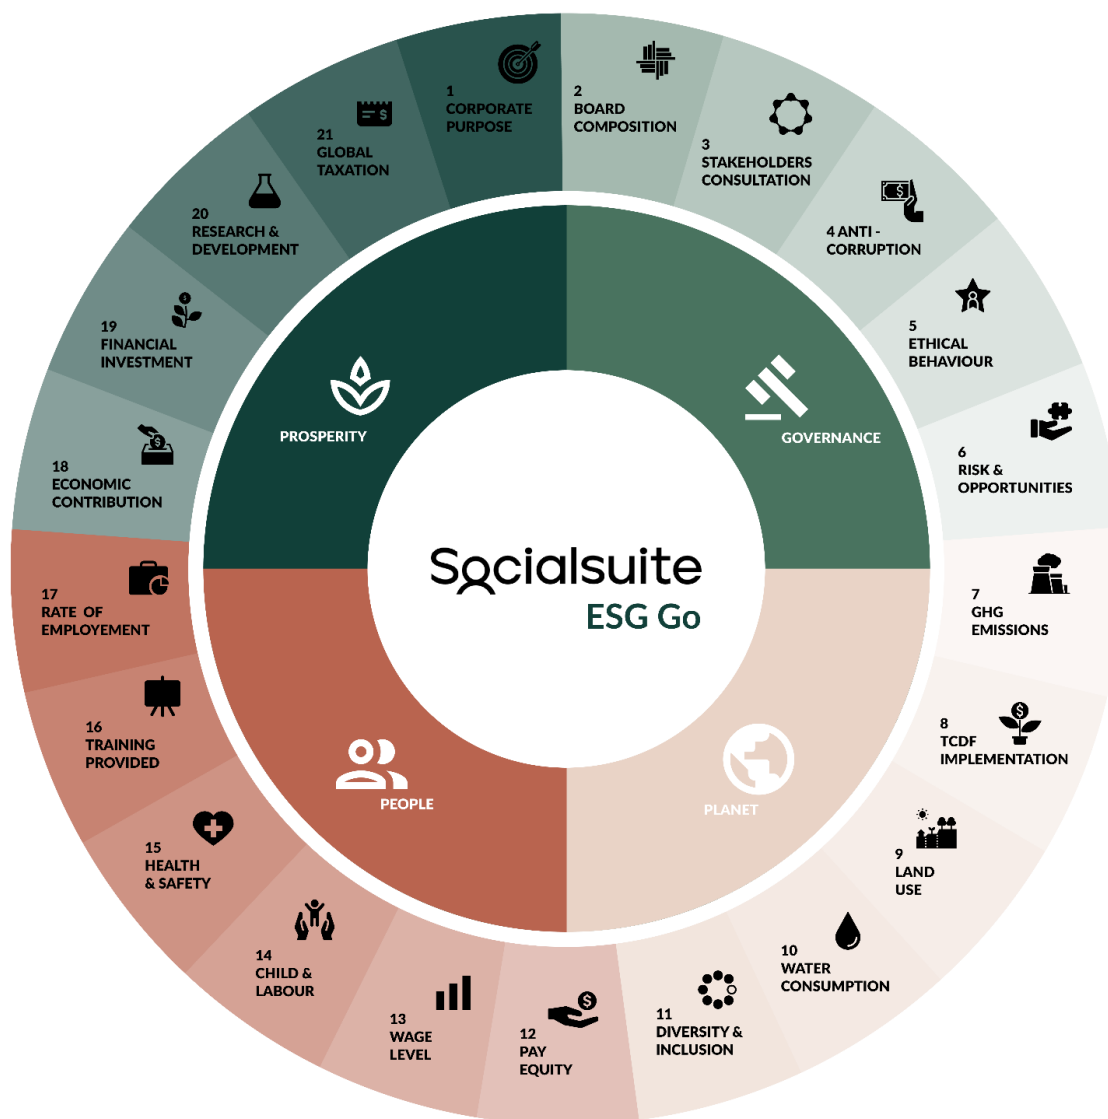 1
CORPORATE
PURPOSE
2
BOARD
COMPOSITION
3
STAKEHOLDERS
CONSULTATION
4 ANTI -
CORRUPTION
5
ETHICAL
BEHAVIOUR
6
RISK &
OPPORTUNITIES
7
GHG
EMISSIONS
8
TCDF
IMPLEMENTATION
9
LAND
USE
10
WATER
CONSUMPTION
11
DIVERSITY &
INCLUSION
12
PAY
EQUITY
13
WAGE
LEVEL
14
CHILD &
LABOUR
15
HEALTH
& SAFETY
16
TRAINING
PROVIDED
17
RATE OF
EMPLOYEMENT
18
ECONOMIC
CONTRIBUTION
19
FINANCIAL
INVESTMENT
20
RESEARCH &
DEVELOPMENT
21
GLOBAL
TAXATION
PROSPERITY
GOVERNANCE
PEOPLE
PLANET
Socialsuite
ESG Go